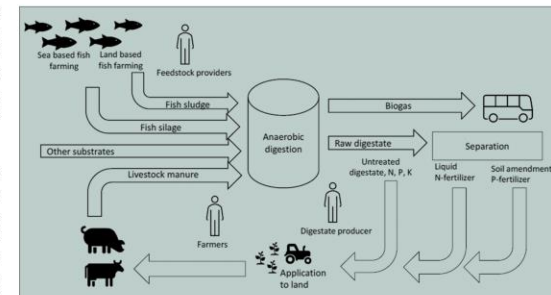 Sea based fish
farming
Land based
fish farming
Feedstock providers
Fish sludge
Fish silage
Other substrates
Livestock manure
Anaerobic
digestion
Biogas
Raw digestate
Separation
Untreated
digestate, N, P, K
Liquid
N-fertilizer
Soil amendment
P-fertilizer
Farmers
Digestate producer
Application
to land